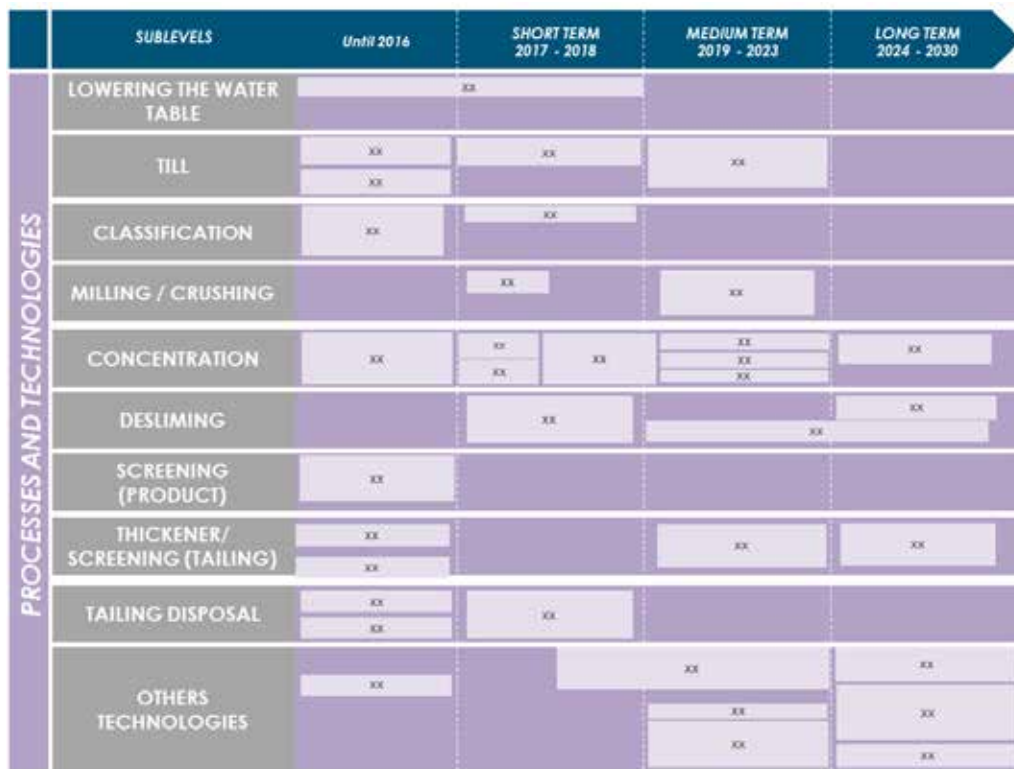 SUBLEVELS
Until 2016
SHORT TERM
2017 - 2018
MEDIUM TERM
2019 - 2023
LONG TERM
2024 - 2030
PROCESSES AND TECHNOLOGIES
LOWERING THE WATER
TABLE
XX
TILL
XX
XX
XX
XX
CLASSIFICATION
XX
XX
MILLING / CRUSHING
XX
XX
CONCENTRATION
XX
XX
XX
XX
XX
XX
XX
XX
DESLIMING
XX
XX
XX
SCREENING
(PRODUCT)
XX
THICKENER/
SCREENING (TAILING)
XX
XX
XX
XX
TAILING DISPOSAL
XX
XX
XX
OTHERS
TECHNOLOGIES
XX
XX
XX
XX
XX
XX
XX